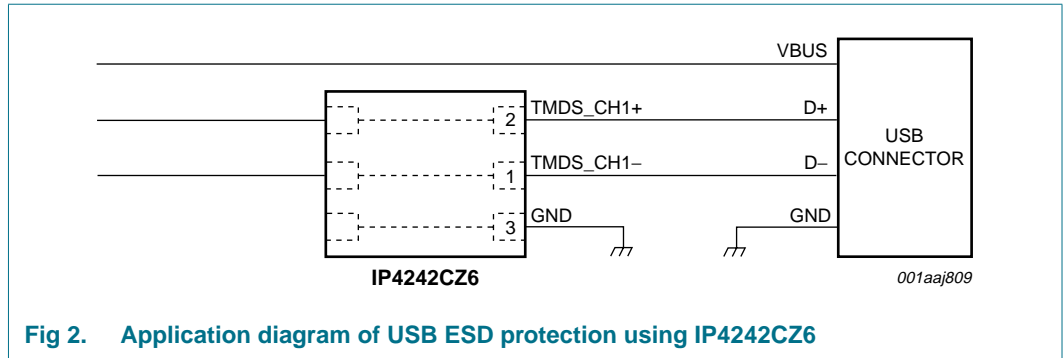 VBUS
TMDS_CH1+
D+
2
USB
CONNECTOR
TMDS_CH1−
D−
1
GND
GND
3
IP4242CZ6
001aaj809
Fig 2. Application diagram of USB ESD protection using IP4242CZ6